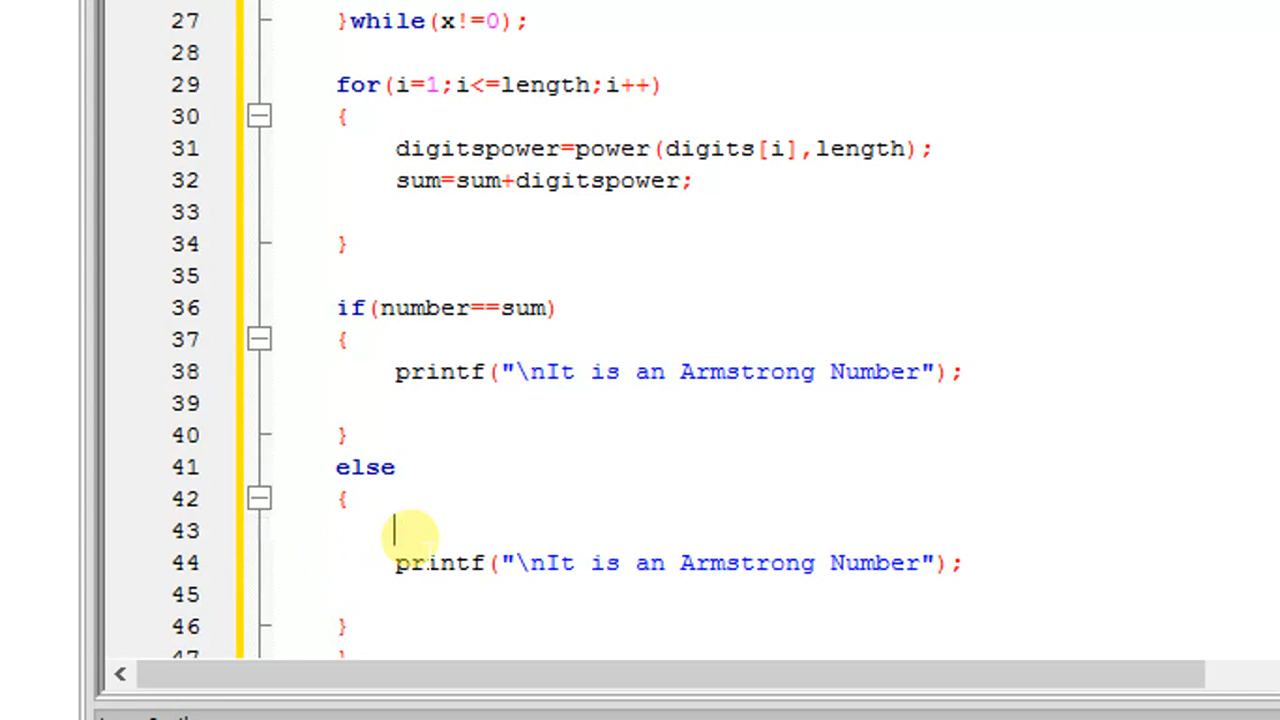 27 }while(x!=0);
28
29 for(i=1;i<=length;i++)
30 {
31 digitspower=power(digits[i],length);
32 sum=sum+digitspower;
33
34 }
35
36 if(number==sum)
37 {
38 printf("\nIt is an Armstrong Number");
39
40 }
41 else
42 {
43
44 printf("\nIt is an Armstrong Number");
45
46 }
47 }